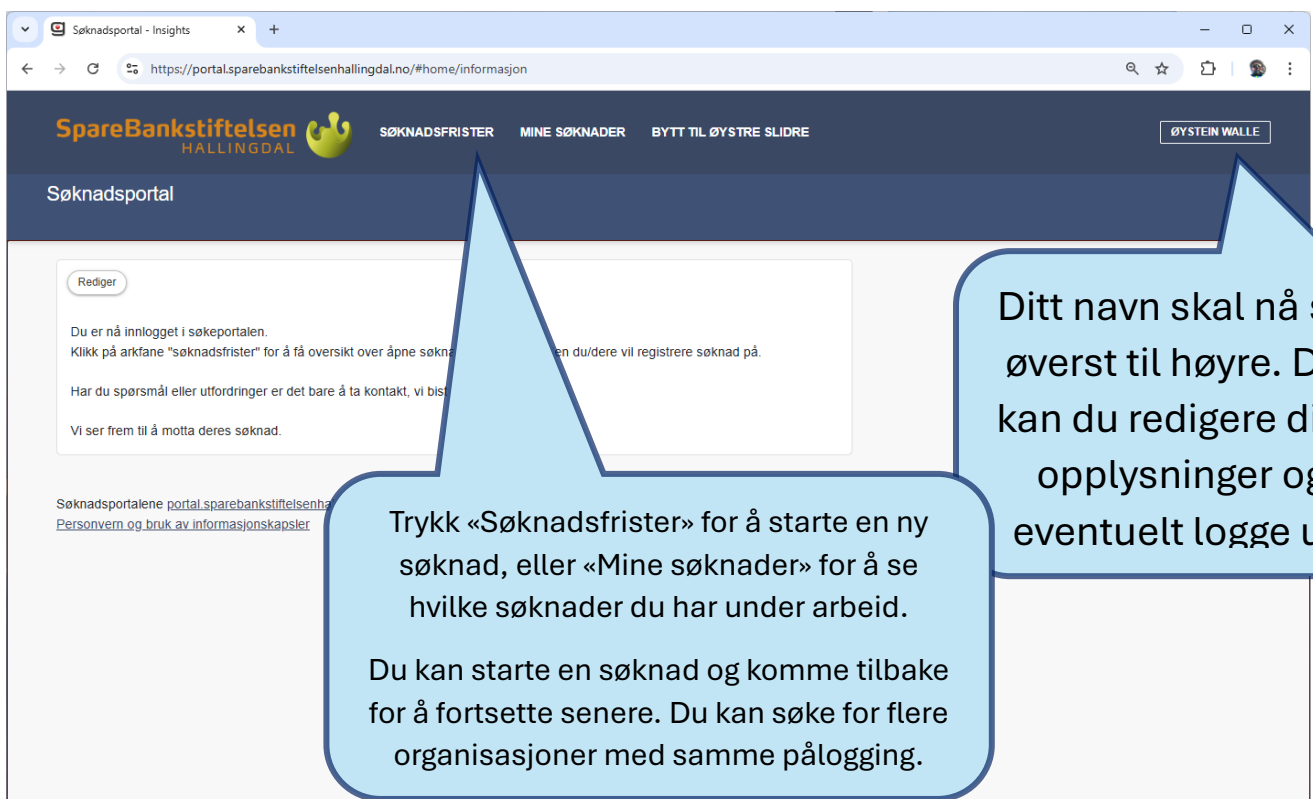 Søknadsportal - Insights
https://portal.sparebankstiftelsenhallingdal.no/#home/informasjon
SpareBankstiftelsen
HALLINGDAL
SØKNADSFRISTER MINE SØKNADER BYTT TIL ØYSTRE SLIDRE
ØYSTEIN WALLE
Søknadsportal
Rediger
Du er nå innlogget i søkeportalen.
Klikk på arkfane "søknadsfrister" for å få oversikt over åpne søkna en du/dere vil registrere søknad på.
Har du spørsmål eller utfordringer er det bare å ta kontakt, vi bist
Vi ser frem til å motta deres søknad.
Søknadsportalene portal.sparebankstiftelsenha
Personvern og bruk av informasjonskapsler
Ditt navn skal nå
øverst til høyre.
kan du redigere
opplysninger og
eventuelt logge
Trykk «Søknadsfrister» for å starte en ny
søknad, eller «Mine søknader» for å se
hvilke søknader du har under arbeid.
Du kan starte en søknad og komme tilbake
for å fortsette senere. Du kan søke for flere
organisasjoner med samme pålogging.